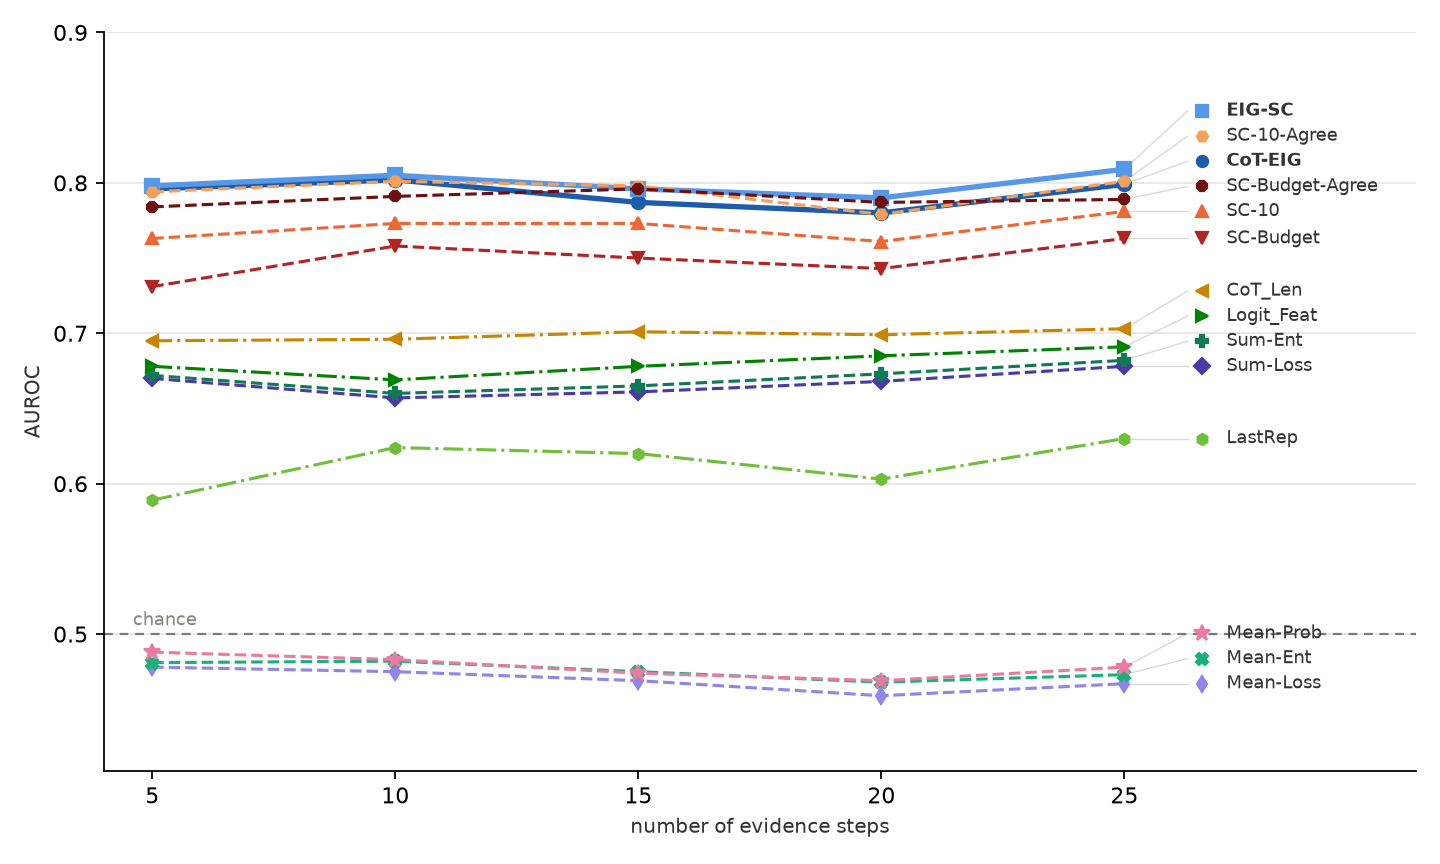 0.9
0.8
0.7
0.6
0.5
AUROC
chance
EIG-SC
SC-10-Agree
CoT-EIG
SC-Budget-Agree
SC-10
SC-Budget
CoT_Len
Logit_Feat
Sum-Ent
Sum-Loss
LastRep
Mean-Prob
Mean-Ent
Mean-Loss
5 10 15 20 25
number of evidence steps